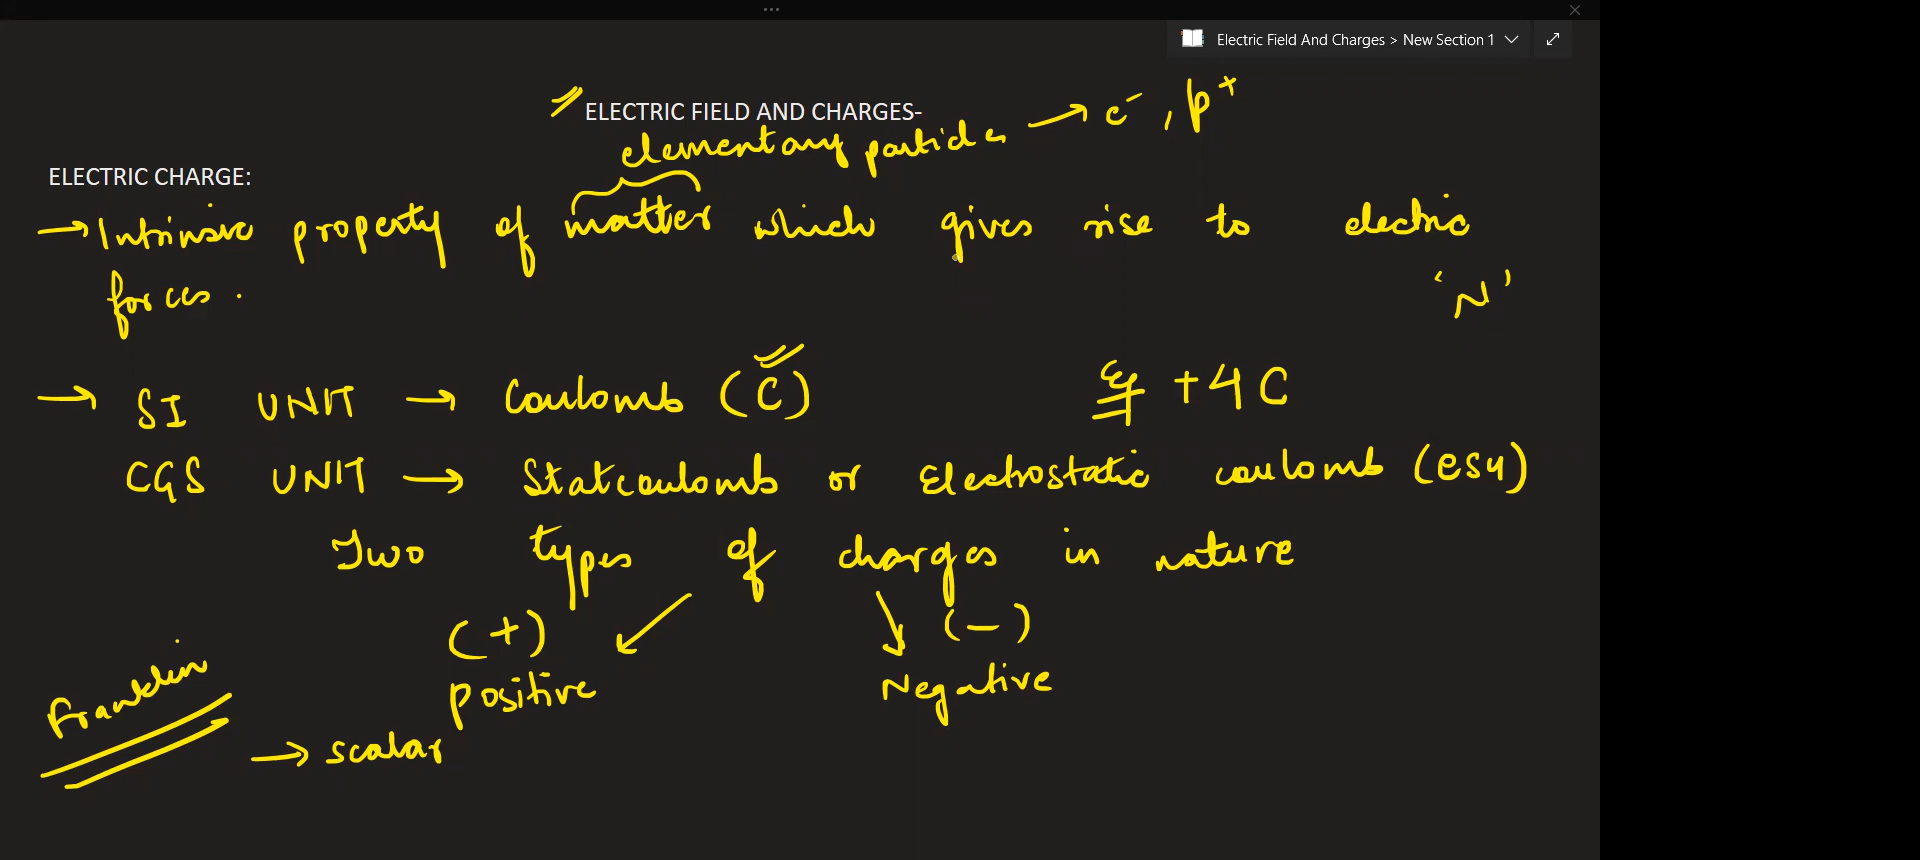 Electric Field And Charges > New Section 1
ELECTRIC FIELD AND CHARGES-
elementary particles → e⁻, p⁺
ELECTRIC CHARGE:
→ Intrinsic property of matter which gives rise to electric
forces.
'N'
→ SI UNIT → Coulomb (C)
eg +4C
CGS UNIT → Statcoulomb or Electrostatic coulomb (esu)
Two types of charges in nature
(+) (-)
Positive Negative
Franklin
→ scalar